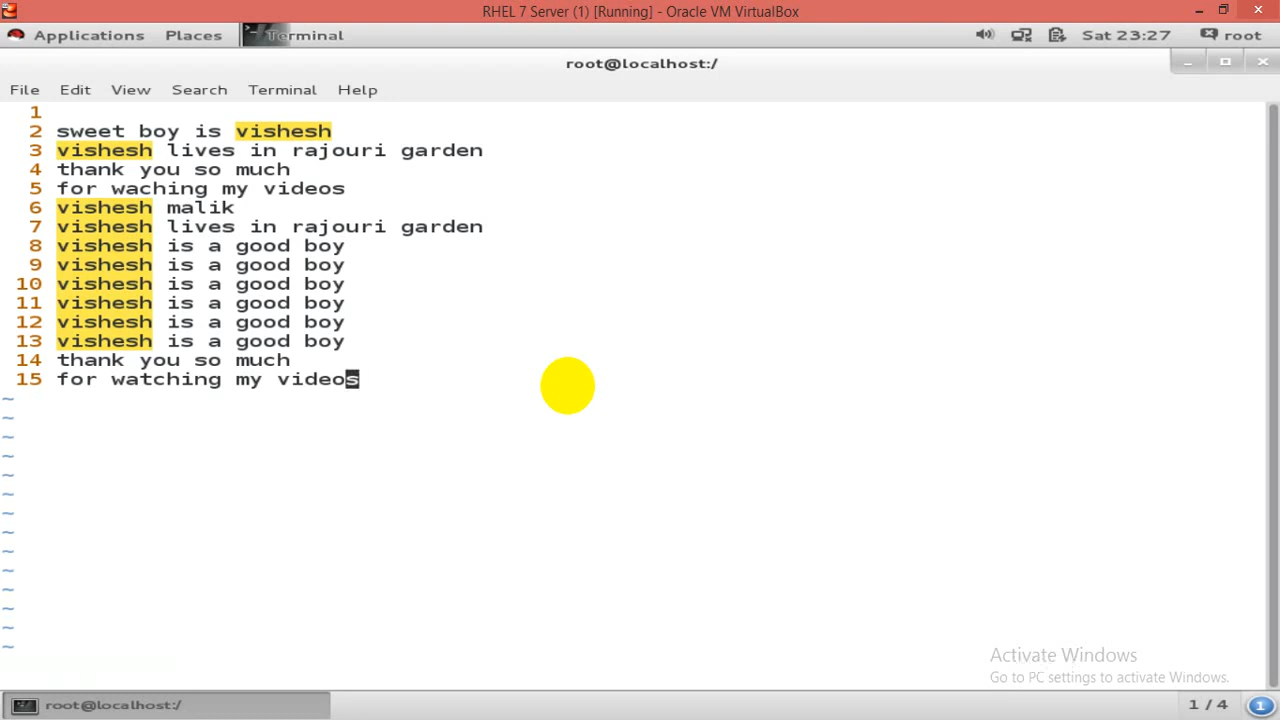 RHEL 7 Server (1) [Running] - Oracle VM VirtualBox
Applications Places Terminal Sat 23:27 root
root@localhost:/
File Edit View Search Terminal Help
1
2 sweet boy is vishesh
3 vishesh lives in rajouri garden
4 thank you so much
5 for waching my videos
6 vishesh malik
7 vishesh lives in rajouri garden
8 vishesh is a good boy
9 vishesh is a good boy
10 vishesh is a good boy
11 vishesh is a good boy
12 vishesh is a good boy
13 vishesh is a good boy
14 thank you so much
15 for watching my videos
~
~
~
~
~
~
~
~
~
~
~
~
~
~
Activate Windows
Go to PC settings to activate Windows.
root@localhost:/ 1 / 4 1